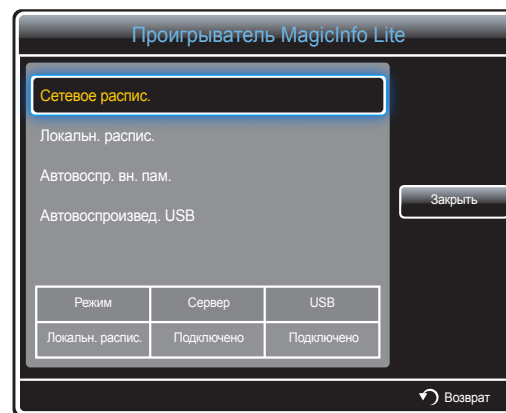 Проигрыватель MagicInfo Lite
Сетевое распис.
Локальн. распис.
Автовоспр. вн. пам.
Автовоспроизвед. USB
Закрыть
Режим Сервер USB
Локальн. распис. Подключено Подключено
Возврат